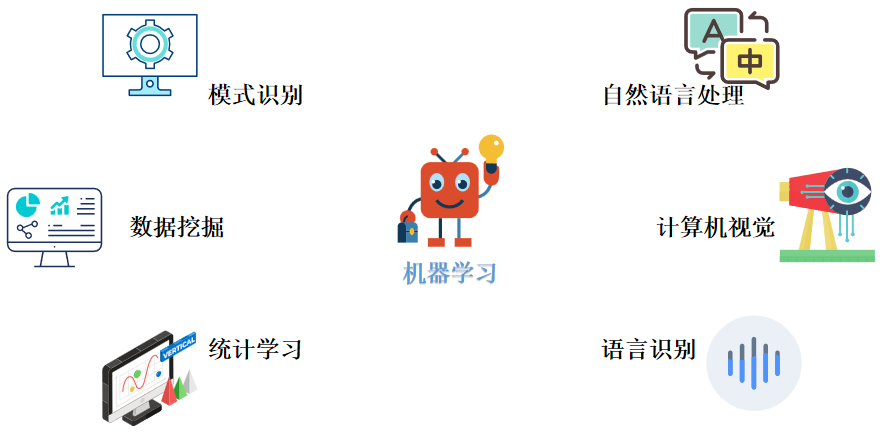 A
中
模式识别
自然语言处理
数据挖掘
计算机视觉
机器学习
VERTICAL
统计学习
语言识别